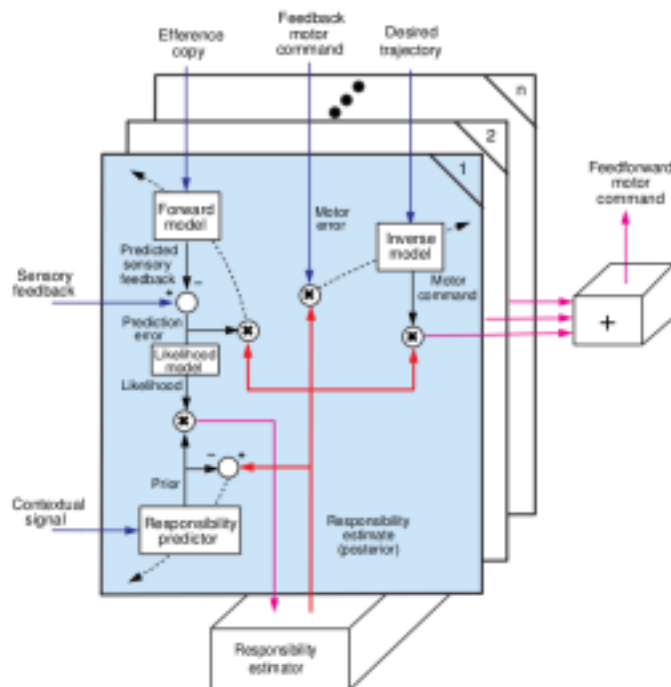 Efference
copy
Feedback
motor
command
Desired
trajectory
n
2
1
Feedforward
motor
command
Forward
model
Motor
error
Inverse
model
Predicted
sensory
feedback
Motor
command
Sensory
feedback
Prediction
error
Likelihood
model
Likelihood
Prior
Contextual
signal
Responsibility
predictor
Responsibility
estimate
(posterior)
Responsibility
estimator
+